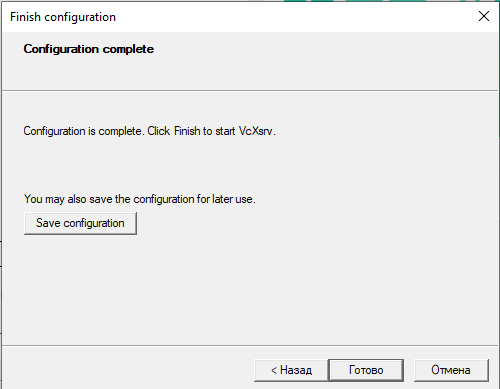 Finish configuration
Configuration complete
Configuration is complete. Click Finish to start VcXsrv.
You may also save the configuration for later use.
Save configuration
< Назад
Готово
Отмена